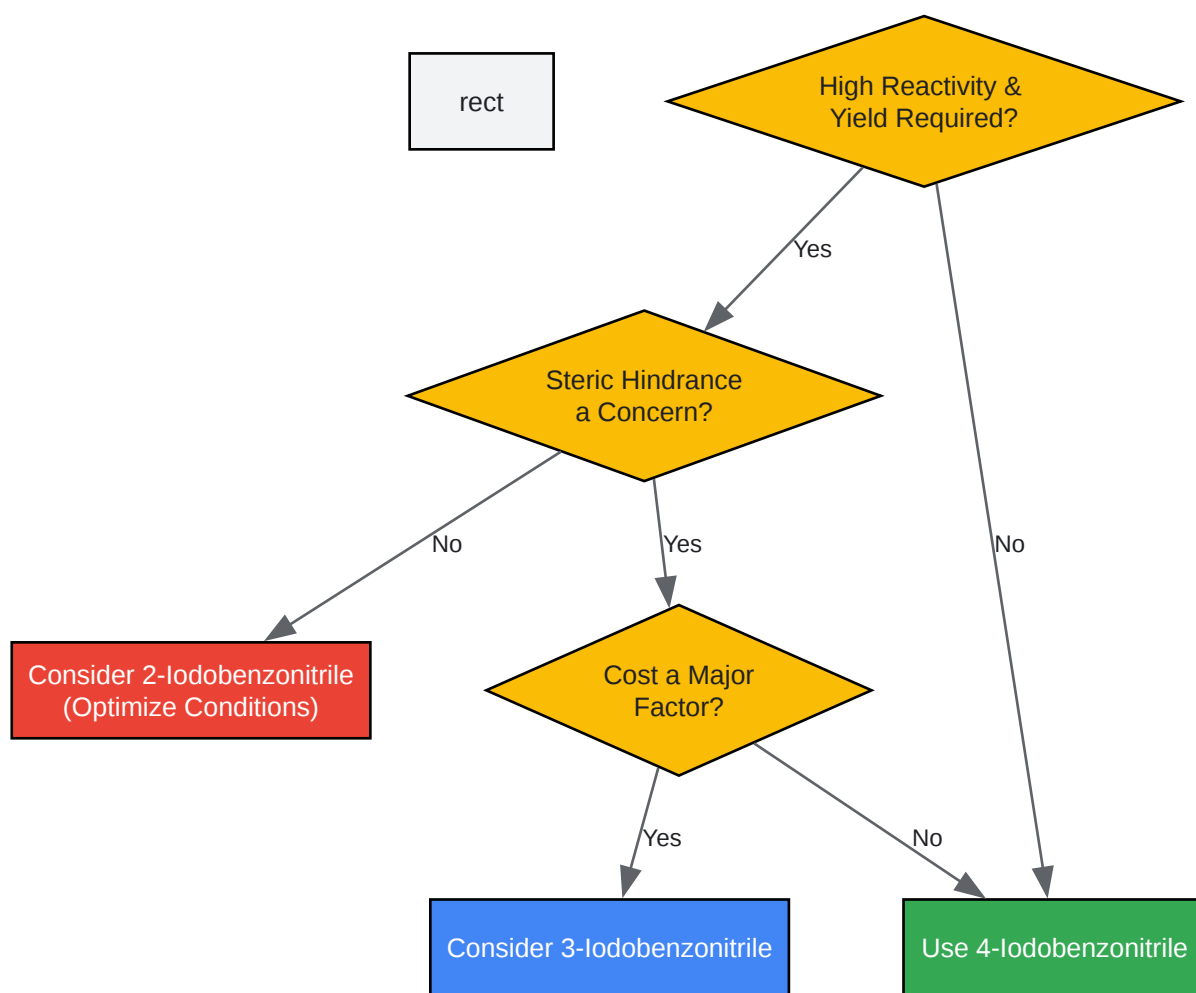 rect
High Reactivity &
Yield Required?
Yes
Steric Hindrance
a Concern?
No
Yes
No
Consider 2-Iodobenzonitrile
(Optimize Conditions)
Cost a Major
Factor?
Yes
No
Consider 3-Iodobenzonitrile
Use 4-Iodobenzonitrile